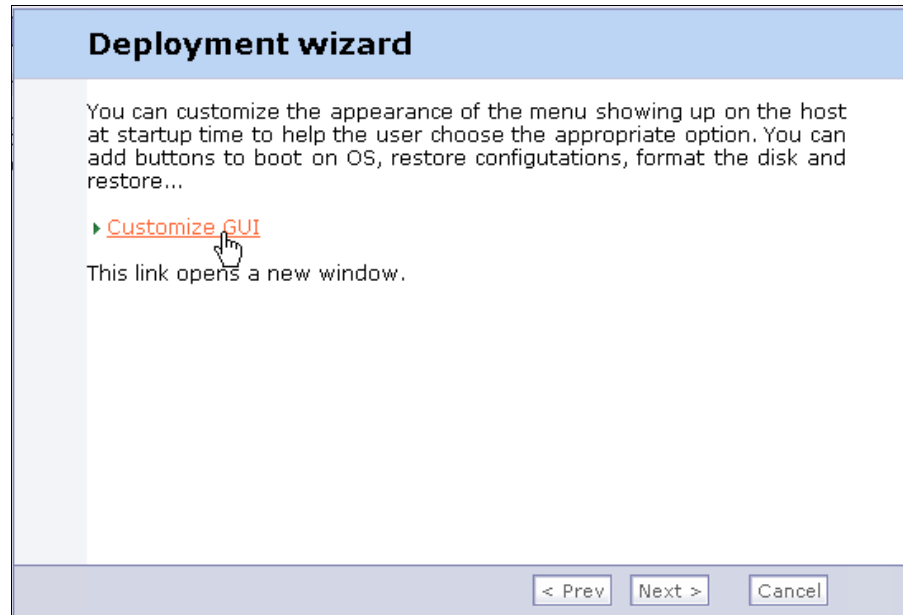 Deployment wizard
You can customize the appearance of the menu showing up on the host
at startup time to help the user choose the appropriate option. You can
add buttons to boot on OS, restore configutations, format the disk and
restore...
Customize GUI
This link opens a new window.
< Prev Next > Cancel